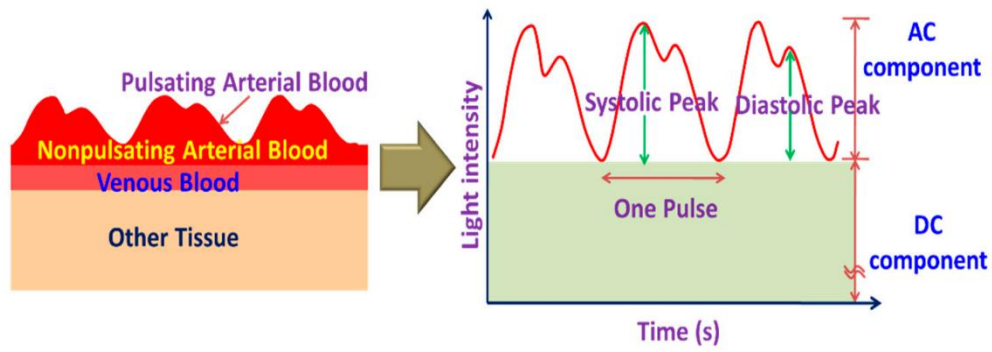 Pulsating Arterial Blood
Nonpulsating Arterial Blood
Venous Blood
Other Tissue
Light intensity
Systolic Peak
Diastolic Peak
One Pulse
Time (s)
AC
component
DC
component